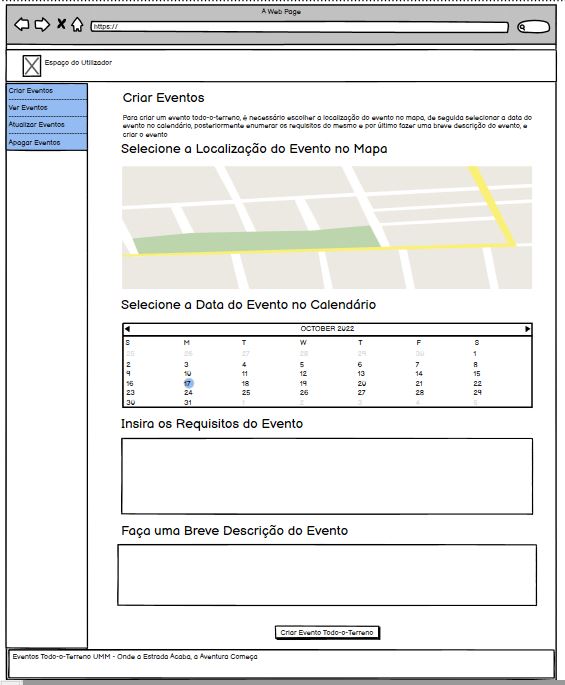 A Web Page
https://
Espaço do Utilizador
Criar Eventos
Ver Eventos
Atualizar Eventos
Apagar Eventos
Criar Eventos
Para criar um evento todo-o-terreno, é necessário escolher a localização do evento no mapa, de seguida selecionar a data do
evento no calendário, posteriormente enumerar os requisitos do mesmo e por último fazer uma breve descrição do evento, e
criar o evento
Selecione a Localização do Evento no Mapa
Selecione a Data do Evento no Calendário
OCTOBER 2022
S M T W T F S
25 26 27 28 29 30 1
2 3 4 5 6 7 8
9 10 11 12 13 14 15
16 17 18 19 20 21 22
23 24 25 26 27 28 29
30 31 1 2 3 4 5
Insira os Requisitos do Evento
Faça uma Breve Descrição do Evento
Criar Evento Todo-o-Terreno
Eventos Todo-o-Terreno UMM - Onde a Estrada Acaba, a Aventura Começa